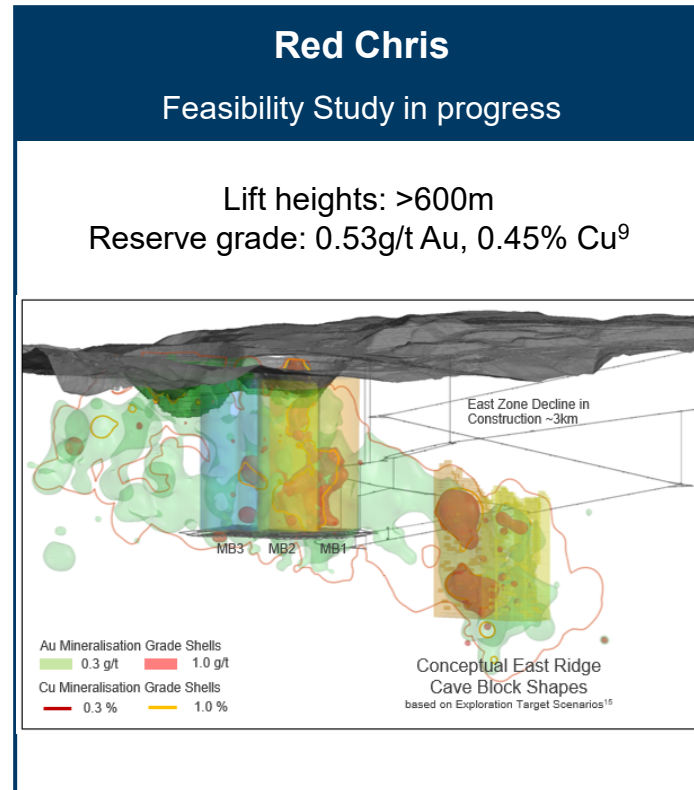 Red Chris
Feasibility Study in progress
Lift heights: >600m
Reserve grade: 0.53g/t Au, 0.45% Cu⁹
East Zone Decline in
Construction ~3km
MB3 MB2 MB1
Au Mineralisation Grade Shells
0.3 g/t 1.0 g/t
Cu Mineralisation Grade Shells
0.3 % 1.0 %
Conceptual East Ridge
Cave Block Shapes
based on Exploration Target Scenarios¹⁵